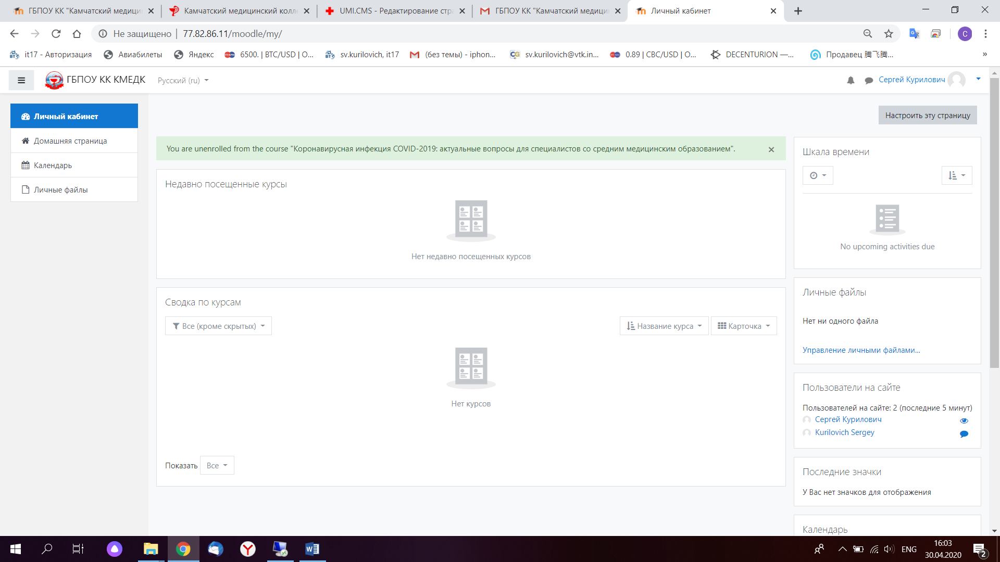 ГБПОУ КК "Камчатский медици
Камчатский медицинский колле
UMI.CMS - Редактирование стра
ГБПОУ КК "Камчатский медици
Личный кабинет
Не защищено | 77.82.86.11/moodle/my/
С
it17 - Авторизация
Авиабилеты
Яндекс
6500. | BTC/USD | O...
sv.kurilovich, it17
(без темы) - iphon...
sv.kurilovich@vtk.in...
0.89 | CBC/USD | O...
DECENTURION —...
Продавец 腾飞腾...
»
ГБПОУ КК КМЕДК
Русский (ru)
Сергей Курилович
Личный кабинет
Домашняя страница
Календарь
Личные файлы
Настроить эту страницу
You are unenrolled from the course "Коронавирусная инфекция COVID-2019: актуальные вопросы для специалистов со средним медицинским образованием".
Недавно посещенные курсы
Нет недавно посещенных курсов
Сводка по курсам
Все (кроме скрытых)
Название курса
Карточка
Нет курсов
Показать Все
Шкала времени
No upcoming activities due
Личные файлы
Нет ни одного файла
Управление личными файлами...
Пользователи на сайте
Пользователей на сайте: 2 (последние 5 минут)
Сергей Курилович
Kurilovich Sergey
Последние значки
У Вас нет значков для отображения
Календарь
ENG
16:03
30.04.2020
2